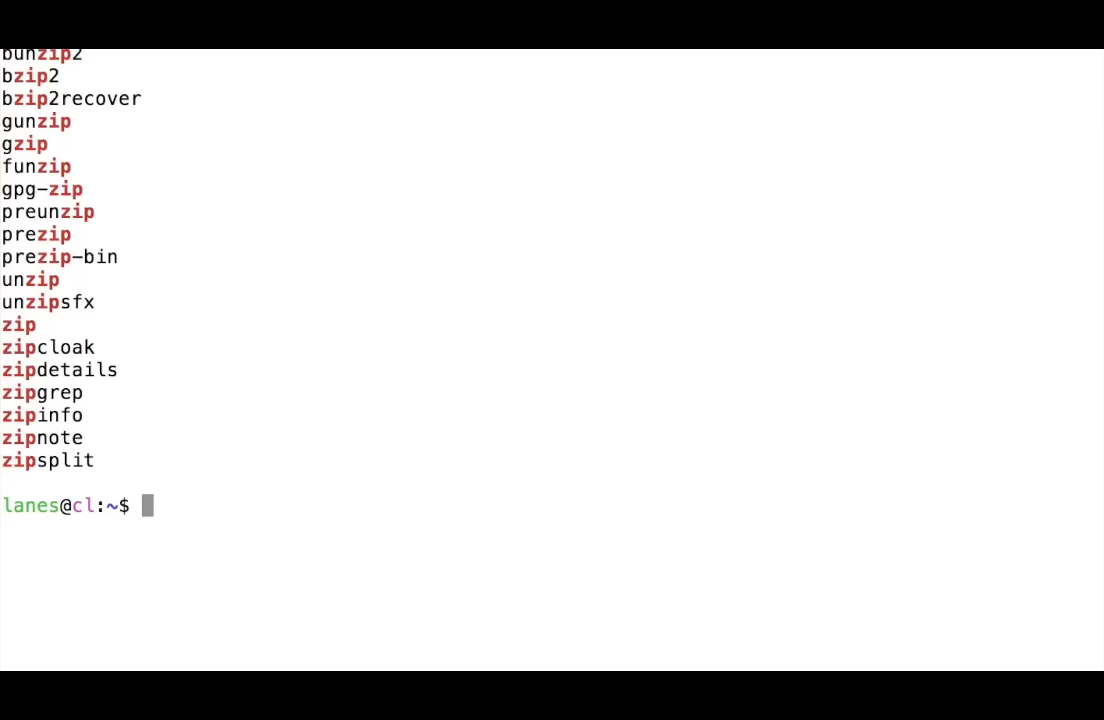 bunzip2
bzip2
bzip2recover
gunzip
gzip
funzip
gpg-zip
preunzip
prezip
prezip-bin
unzip
unzipsfx
zip
zipcloak
zipdetails
zipgrep
zipinfo
zipnote
zipsplit
lanes@cl:~$